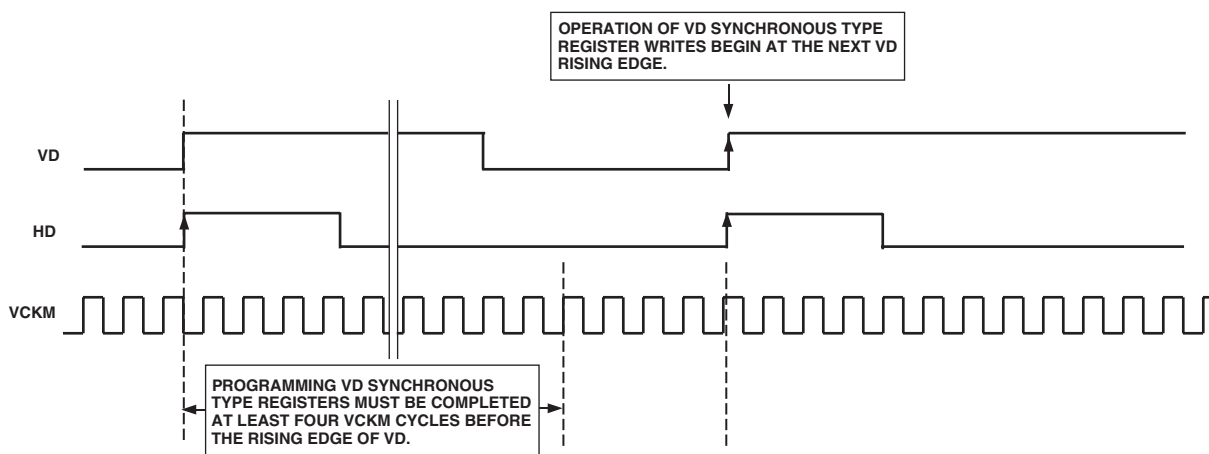 OPERATION OF VD SYNCHRONOUS TYPE
REGISTER WRITES BEGIN AT THE NEXT VD
RISING EDGE.
VD
HD
VCKM
PROGRAMMING VD SYNCHRONOUS
TYPE REGISTERS MUST BE COMPLETED
AT LEAST FOUR VCKM CYCLES BEFORE
THE RISING EDGE OF VD.